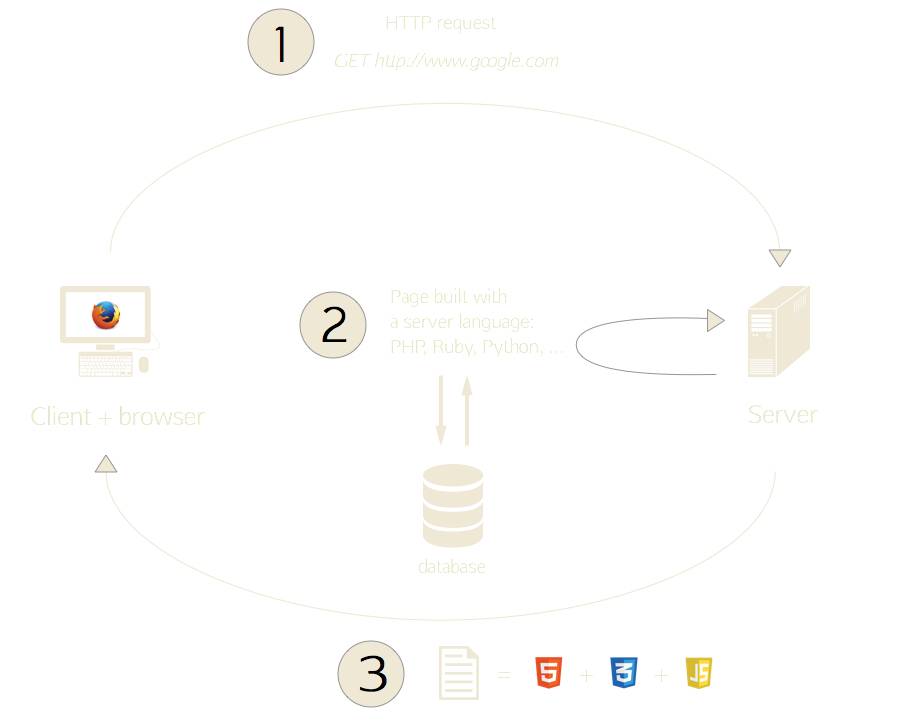 1
HTTP request
GET http://www.google.com
2
Page built with
a server language:
PHP, Ruby, Python, ...
Client + browser
Server
database
3
= 5 + 3 + JS